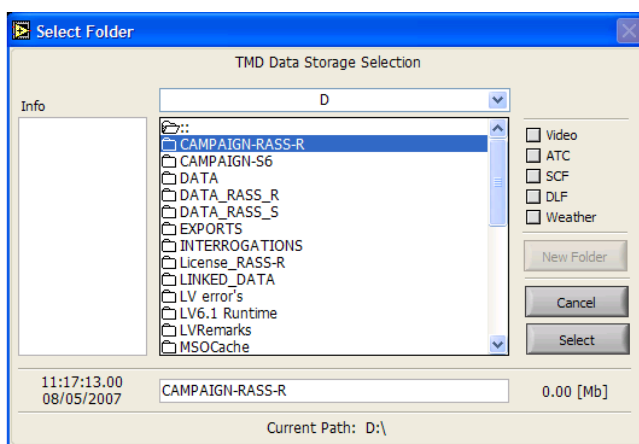 Select Folder
TMD Data Storage Selection
Info
D
::
CAMPAIGN-RASS-R
CAMPAIGN-S6
DATA
DATA_RASS_R
DATA_RASS_S
EXPORTS
INTERROGATIONS
License_RASS-R
LINKED_DATA
LV error's
LV6.1 Runtime
LVRemarks
MSOCache
Video
ATC
SCF
DLF
Weather
New Folder
Cancel
Select
11:17:13.00
08/05/2007
CAMPAIGN-RASS-R
0.00 [Mb]
Current Path: D:\